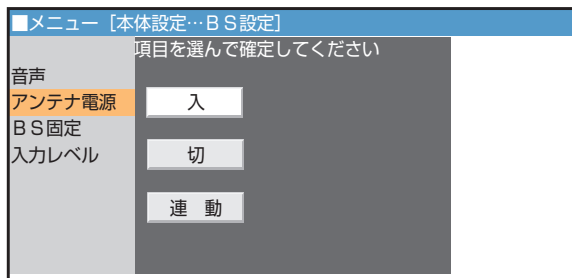 ■メニュー［本体設定…ＢＳ設定］
項目を選んで確定してください
音声
アンテナ電源
ＢＳ固定
入力レベル
入
切
連　動